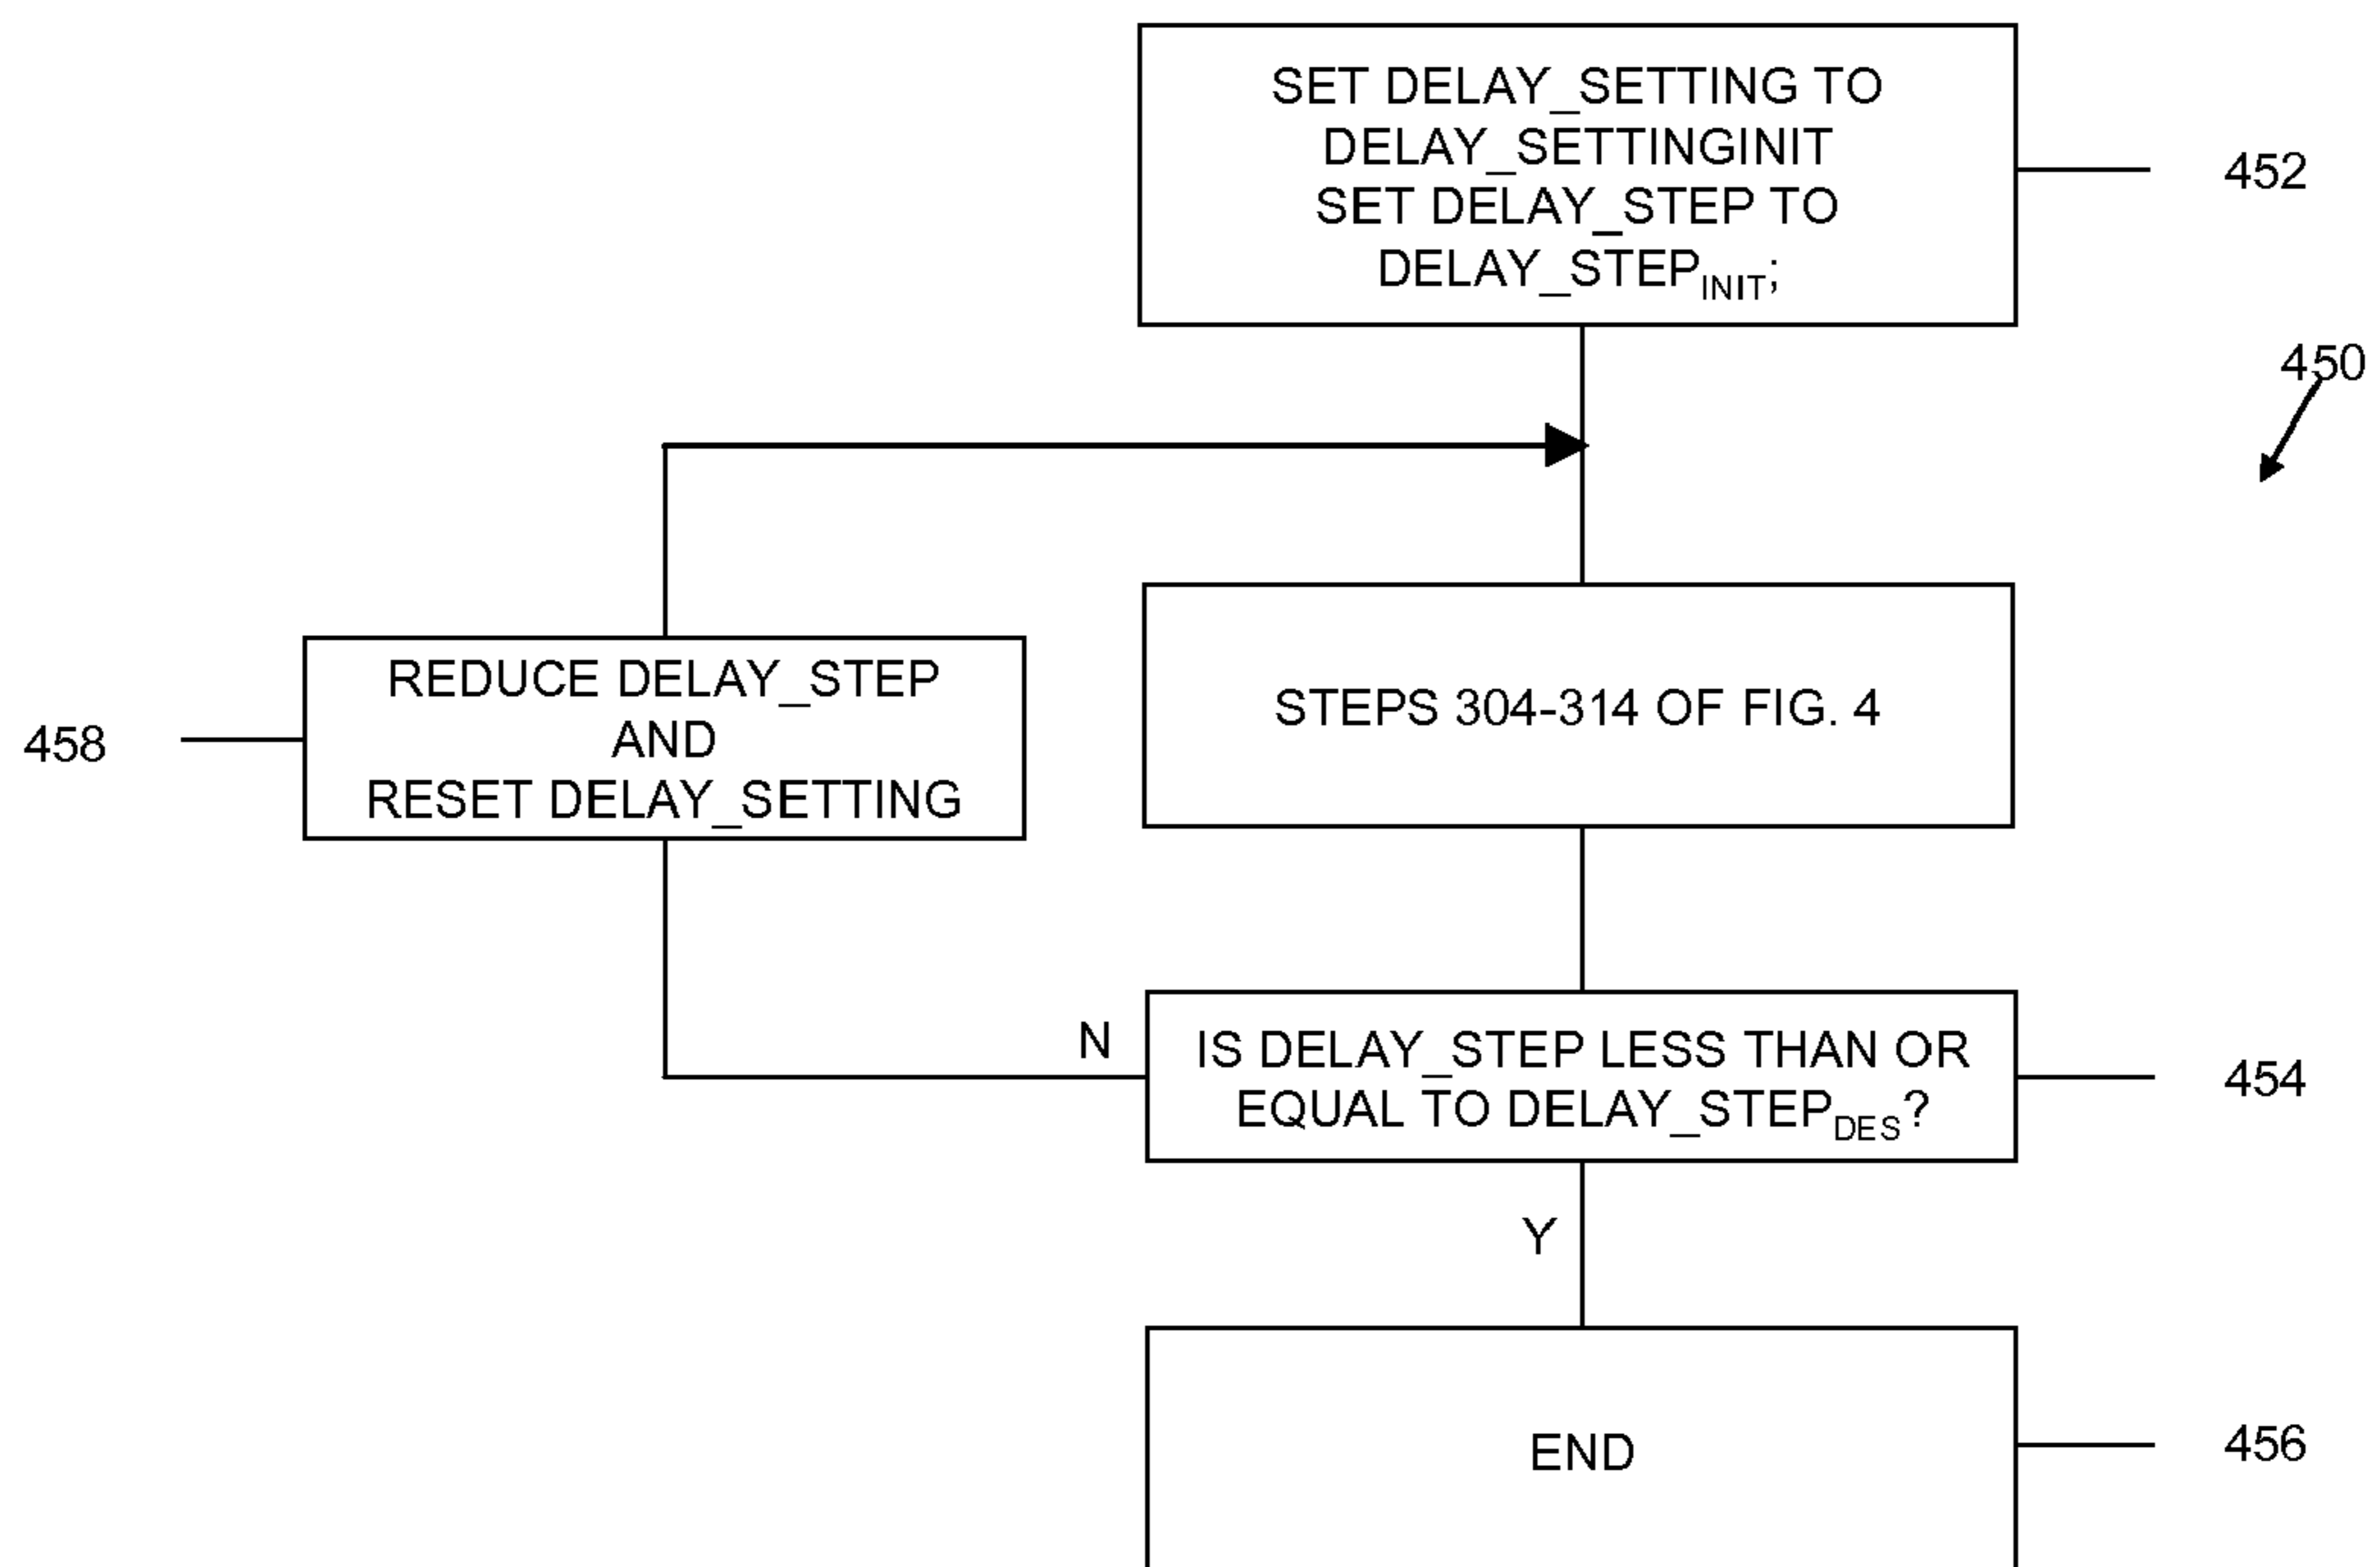 SET DELAY_SETTING TO
DELAY_SETTINGINIT
SET DELAY_STEP TO
DELAY_STEPINIT;
452
450
REDUCE DELAY_STEP
AND
RESET DELAY_SETTING
458
STEPS 304-314 OF FIG. 4
N
IS DELAY_STEP LESS THAN OR
EQUAL TO DELAY_STEPDES?
454
Y
END
456